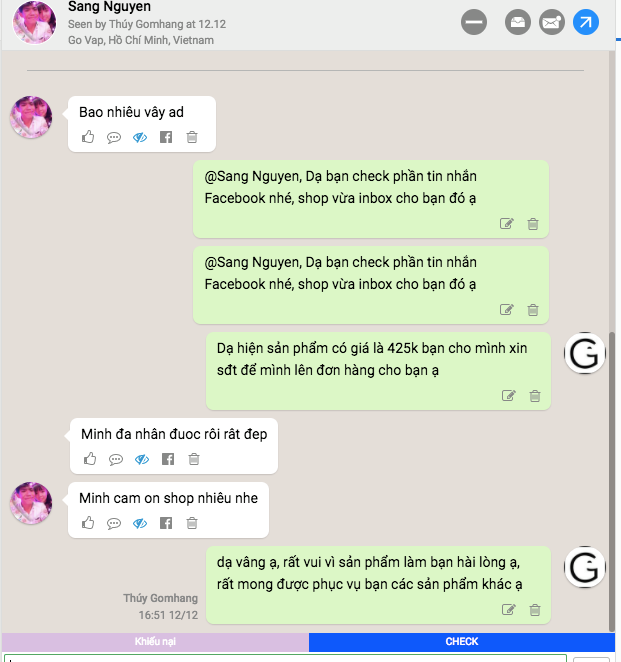 Sang Nguyen
Seen by Thúy Gomhang at 12.12
Go Vap, Hồ Chí Minh, Vietnam
Bao nhiêu vây ad
@Sang Nguyen, Dạ bạn check phần tin nhắn
Facebook nhé, shop vừa inbox cho bạn đó ạ
@Sang Nguyen, Dạ bạn check phần tin nhắn
Facebook nhé, shop vừa inbox cho bạn đó ạ
Dạ hiện sản phẩm có giá là 425k bạn cho mình xin
sđt để mình lên đơn hàng cho bạn ạ
G
Minh đa nhân đuoc rôi rât đep
Minh cam on shop nhiêu nhe
dạ vâng ạ, rất vui vì sản phẩm làm bạn hài lòng ạ,
rất mong được phục vụ bạn các sản phẩm khác ạ
G
Thúy Gomhang
16:51 12/12
Khiếu nại
CHECK